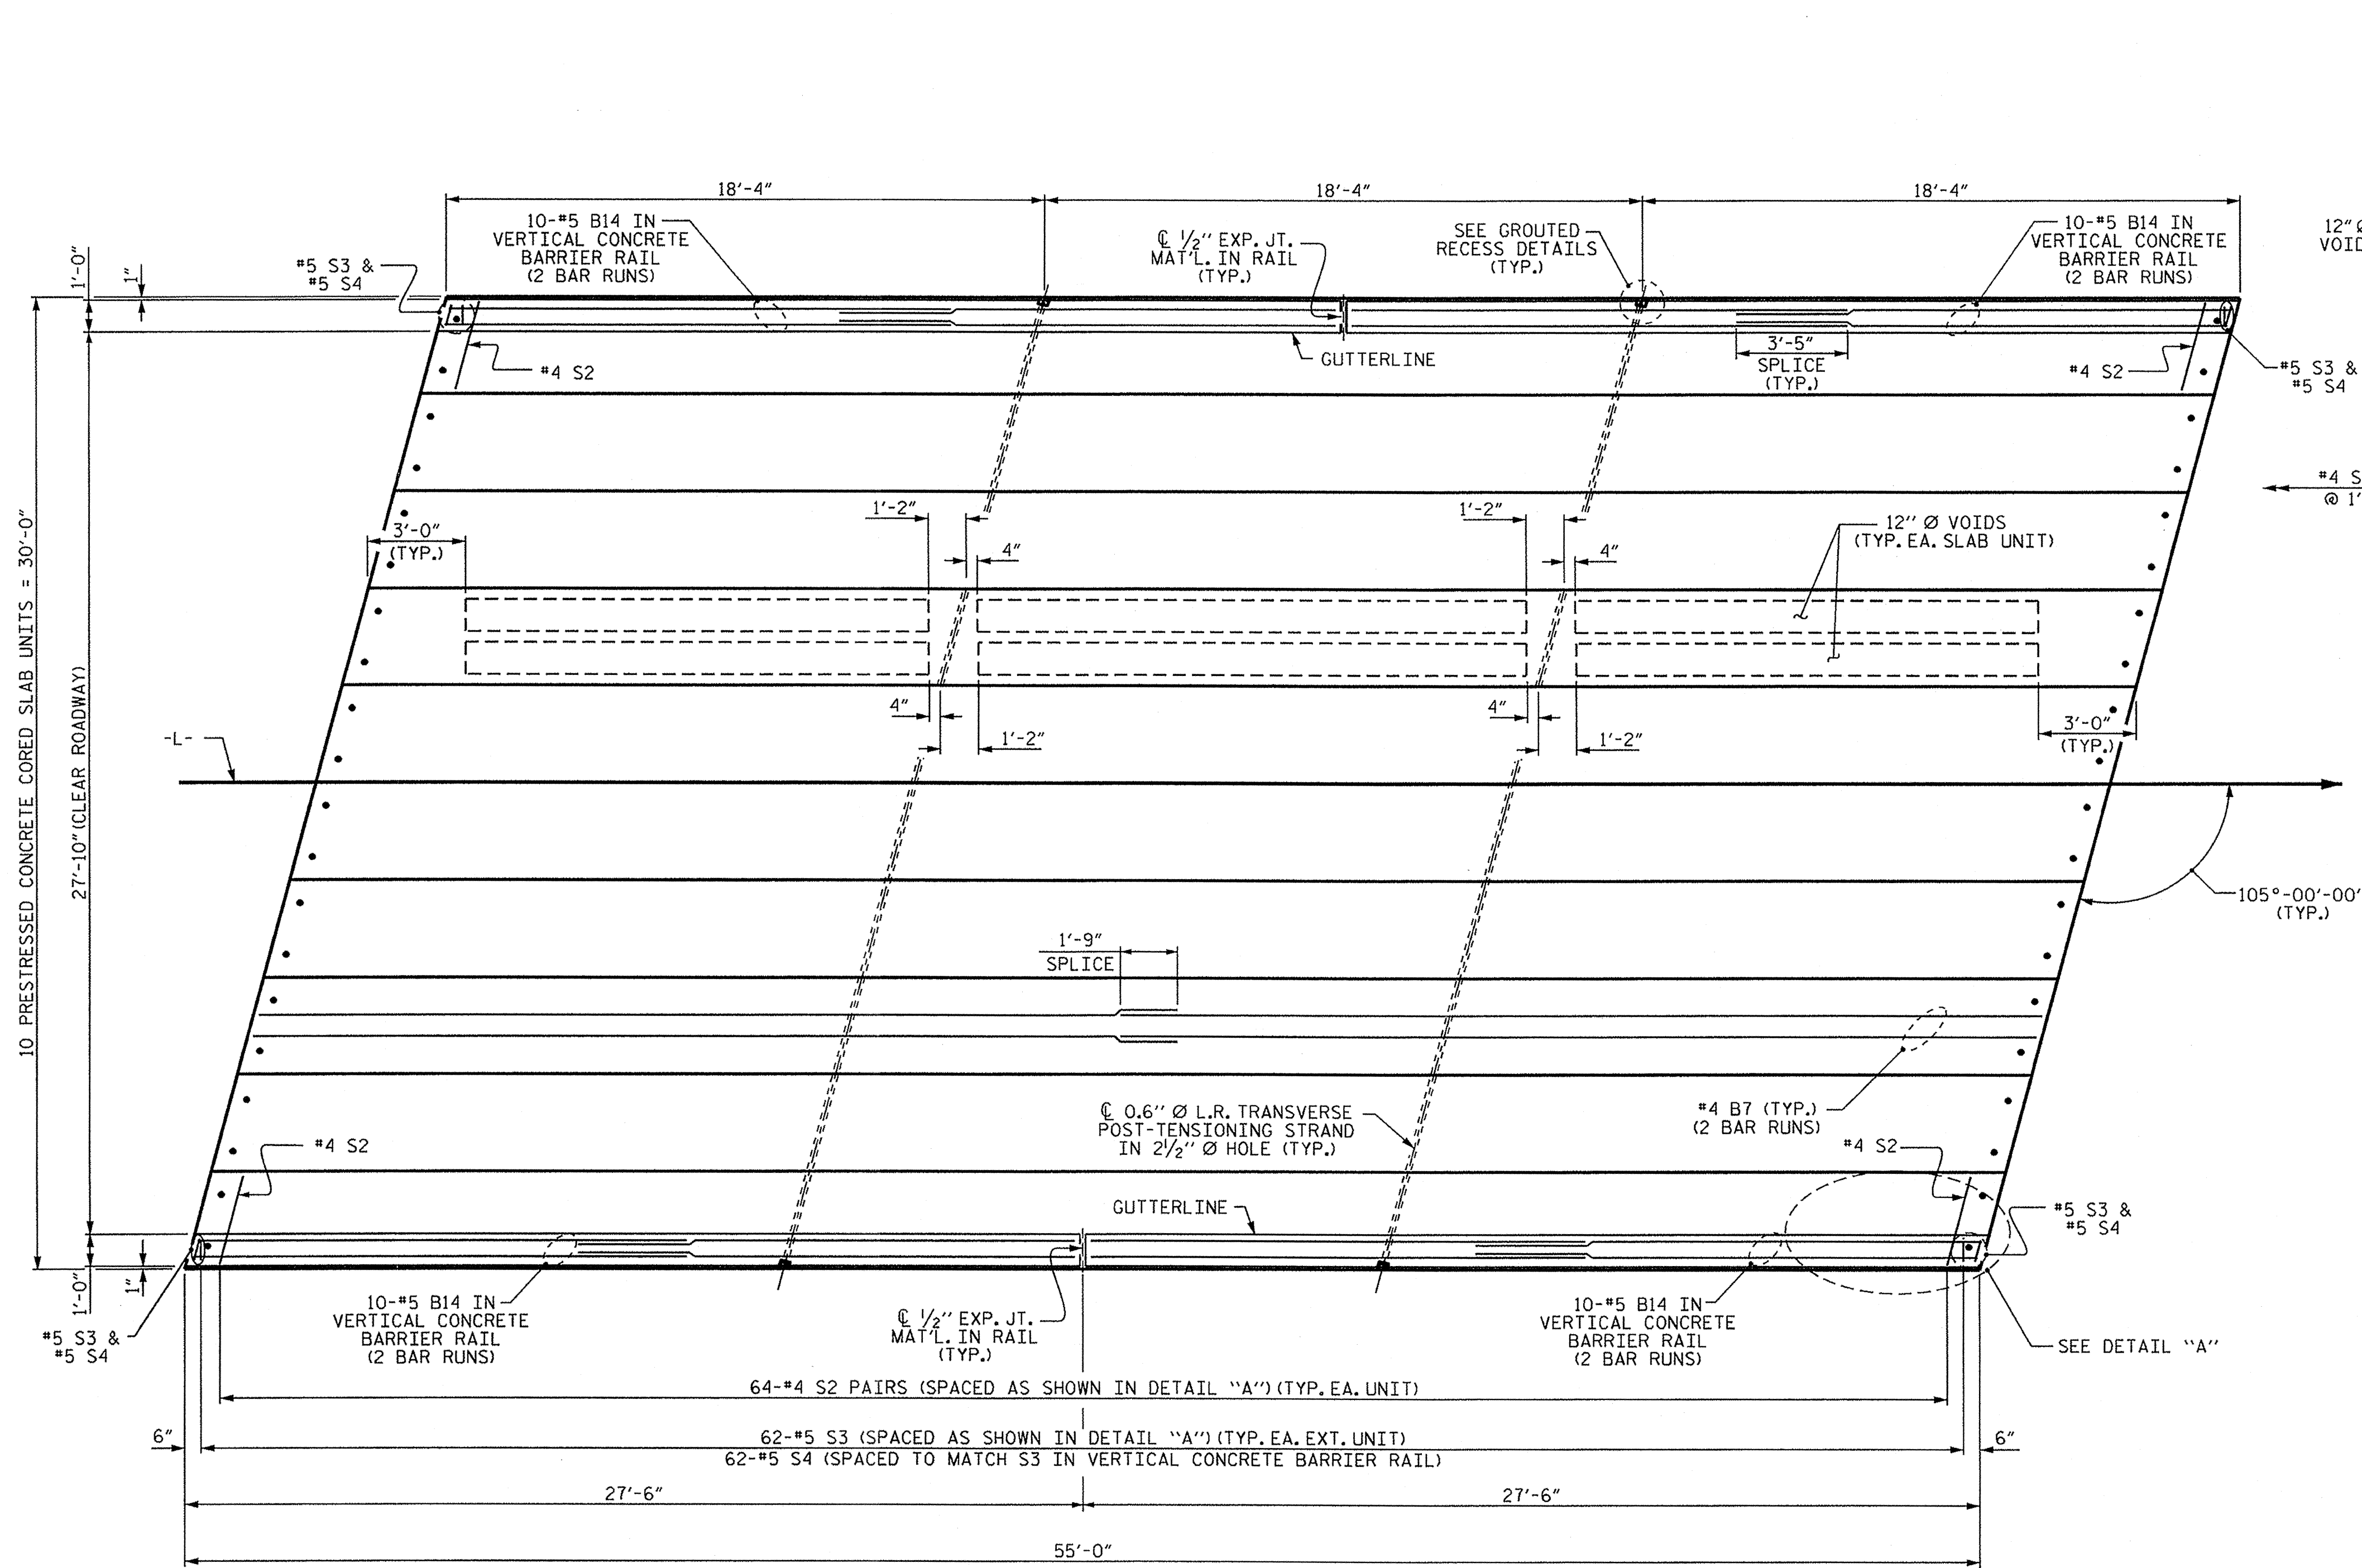 18'-4"
18'-4"
18'-4"
10-#5 B14 IN
VERTICAL CONCRETE
BARRIER RAIL
(2 BAR RUNS)
℄ 1/2" EXP. JT.
MAT'L. IN RAIL
(TYP.)
SEE GROUTED
RECESS DETAILS
(TYP.)
10-#5 B14 IN
VERTICAL CONCRETE
BARRIER RAIL
(2 BAR RUNS)
12" Ø
VOID
1'-0"
1"
#5 S3 &
#5 S4
#4 S2
GUTTERLINE
3'-5"
SPLICE
(TYP.)
#4 S2
#5 S3 &
#5 S4
#4 S
@ 1'
1'-2"
1'-2"
3'-0"
(TYP.)
4"
4"
12" Ø VOIDS
(TYP. EA. SLAB UNIT)
10 PRESTRESSED CONCRETE CORED SLAB UNITS = 30'-0"
27'-10" (CLEAR ROADWAY)
4"
1'-2"
4"
1'-2"
3'-0"
(TYP.)
-L-
105°-00'-00'
(TYP.)
1'-9"
SPLICE
℄ 0.6" Ø L.R. TRANSVERSE
POST-TENSIONING STRAND
IN 2 1/2" Ø HOLE (TYP.)
#4 B7 (TYP.)
(2 BAR RUNS)
#4 S2
#4 S2
GUTTERLINE
#5 S3 &
#5 S4
1'-0"
1"
#5 S3 &
#5 S4
10-#5 B14 IN
VERTICAL CONCRETE
BARRIER RAIL
(2 BAR RUNS)
℄ 1/2" EXP. JT.
MAT'L. IN RAIL
(TYP.)
10-#5 B14 IN
VERTICAL CONCRETE
BARRIER RAIL
(2 BAR RUNS)
SEE DETAIL "A"
64-#4 S2 PAIRS (SPACED AS SHOWN IN DETAIL "A") (TYP. EA. UNIT)
6"
62-#5 S3 (SPACED AS SHOWN IN DETAIL "A") (TYP. EA. EXT. UNIT)
6"
62-#5 S4 (SPACED TO MATCH S3 IN VERTICAL CONCRETE BARRIER RAIL)
27'-6"
27'-6"
55'-0"